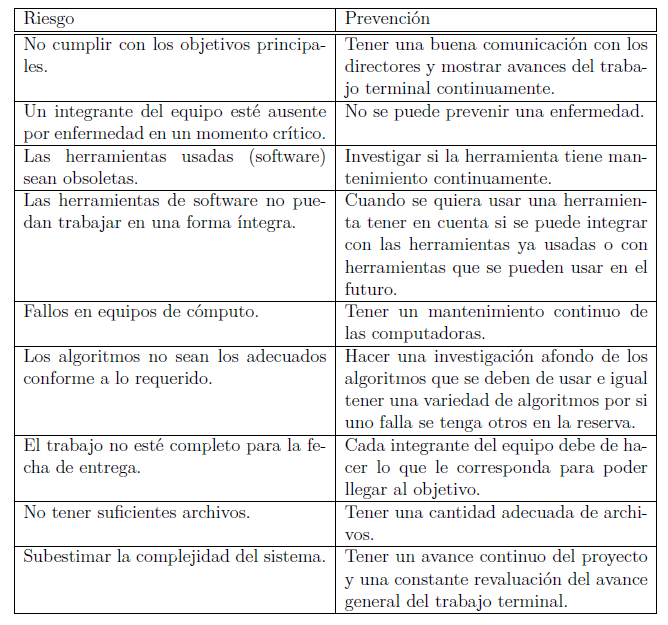 Riesgo Prevención
No cumplir con los objetivos principa-
les.
Tener una buena comunicación con los
directores y mostrar avances del traba-
jo terminal continuamente.
Un integrante del equipo esté ausente
por enfermedad en un momento crítico.
No se puede prevenir una enfermedad.
Las herramientas usadas (software)
sean obsoletas.
Investigar si la herramienta tiene man-
tenimiento continuamente.
Las herramientas de software no pue-
dan trabajar en una forma íntegra.
Cuando se quiera usar una herramien-
ta tener en cuenta si se puede integrar
con las herramientas ya usadas o con
herramientas que se pueden usar en el
futuro.
Fallos en equipos de cómputo.
Tener un mantenimiento continuo de
las computadoras.
Los algoritmos no sean los adecuados
conforme a lo requerido.
Hacer una investigación afondo de los
algoritmos que se deben de usar e igual
tener una variedad de algoritmos por si
uno falla se tenga otros en la reserva.
El trabajo no esté completo para la fe-
cha de entrega.
Cada integrante del equipo debe de ha-
cer lo que le corresponda para poder
llegar al objetivo.
No tener suficientes archivos.
Tener una cantidad adecuada de archi-
vos.
Subestimar la complejidad del sistema.
Tener un avance continuo del proyecto
y una constante revaluación del avance
general del trabajo terminal.